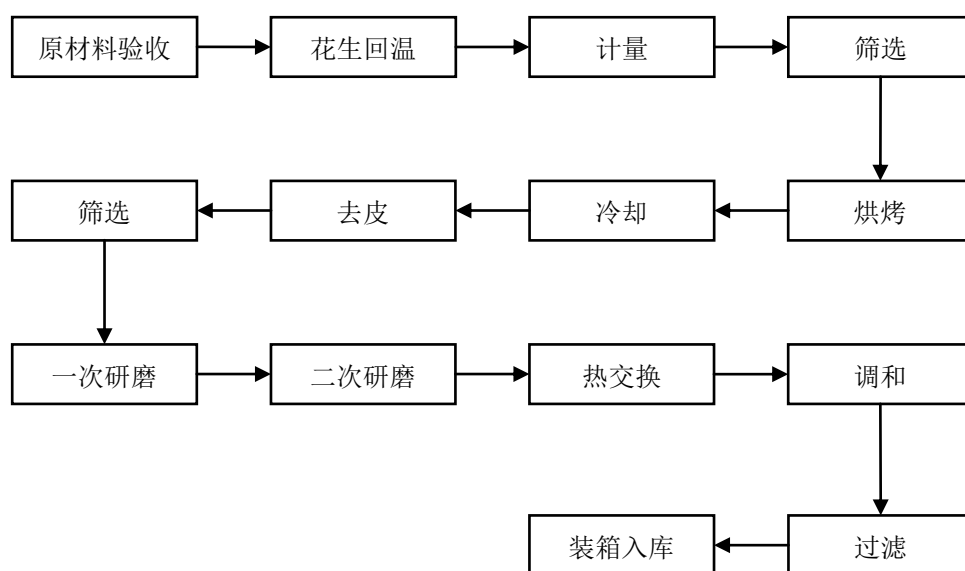 原材料验收
花生回温
计量
筛选
筛选
去皮
冷却
烘烤
一次研磨
二次研磨
热交换
调和
装箱入库
过滤